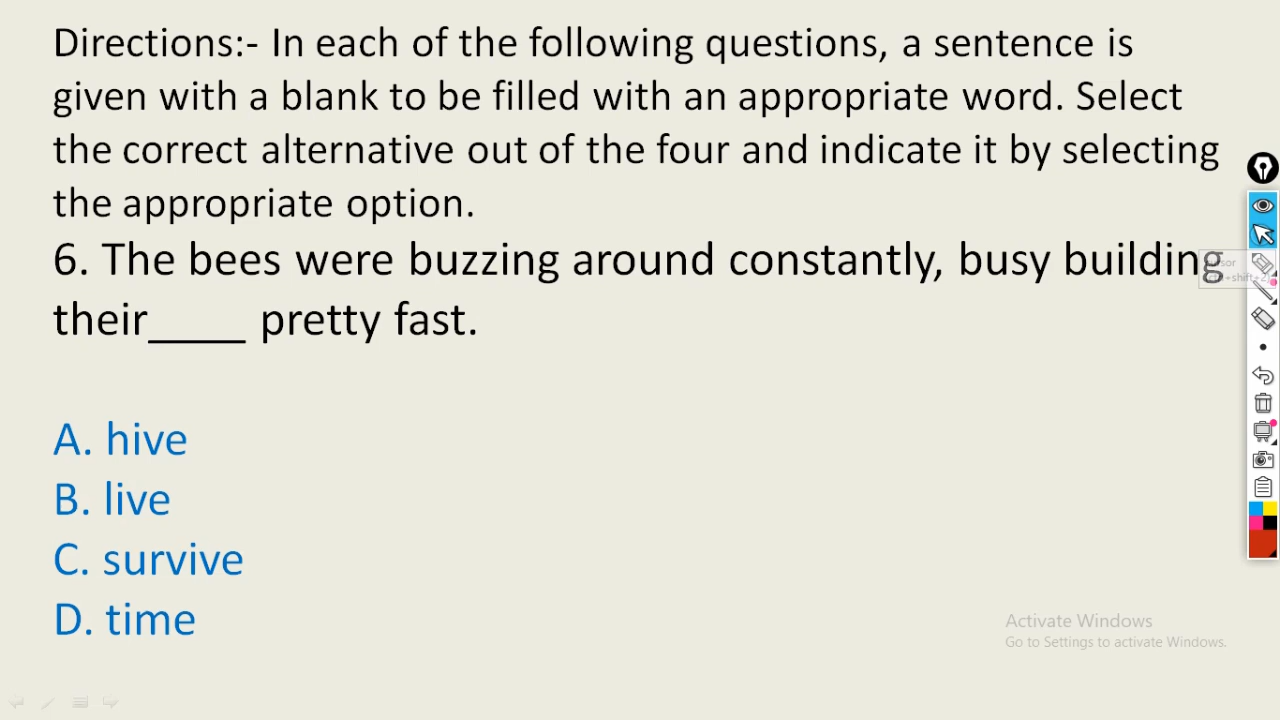 Directions:- In each of the following questions, a sentence is
given with a blank to be filled with an appropriate word. Select
the correct alternative out of the four and indicate it by selecting
the appropriate option.
6. The bees were buzzing around constantly, busy building
their____ pretty fast.
A. hive
B. live
C. survive
D. time
Activate Windows
Go to Settings to activate Windows.